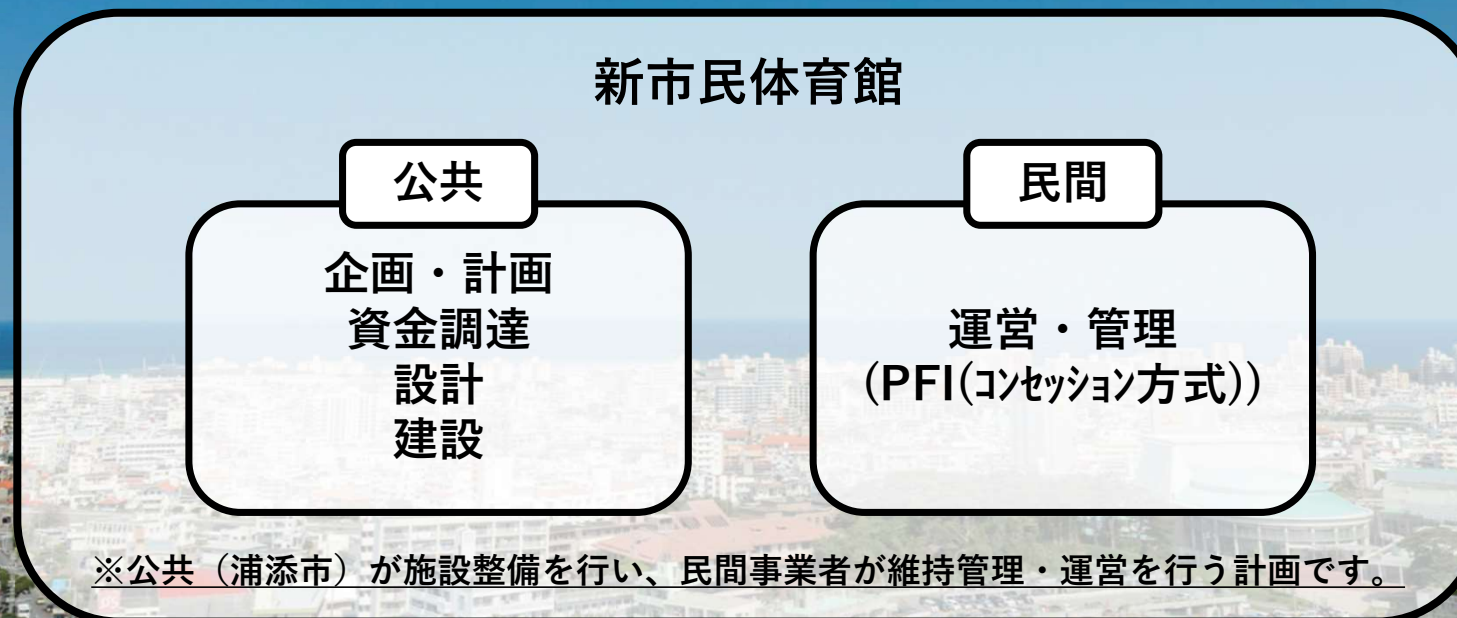 新市民体育館
公共
企画・計画
資金調達
設計
建設
民間
運営・管理
(PFI(ｺﾝｾｯｼｮﾝ方式))
※公共（浦添市）が施設整備を行い、民間事業者が維持管理・運営を行う計画です。